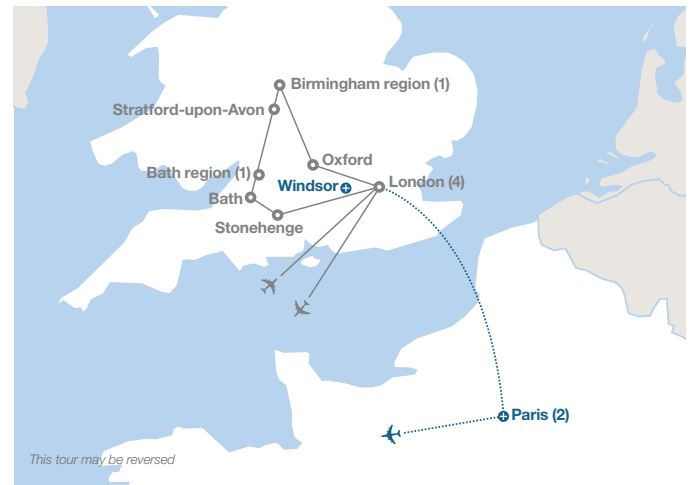 Birmingham region (1)
Stratford-upon-Avon
Oxford
Bath region (1)
Windsor
London (4)
Bath
Stonehenge
Paris (2)
This tour may be reversed